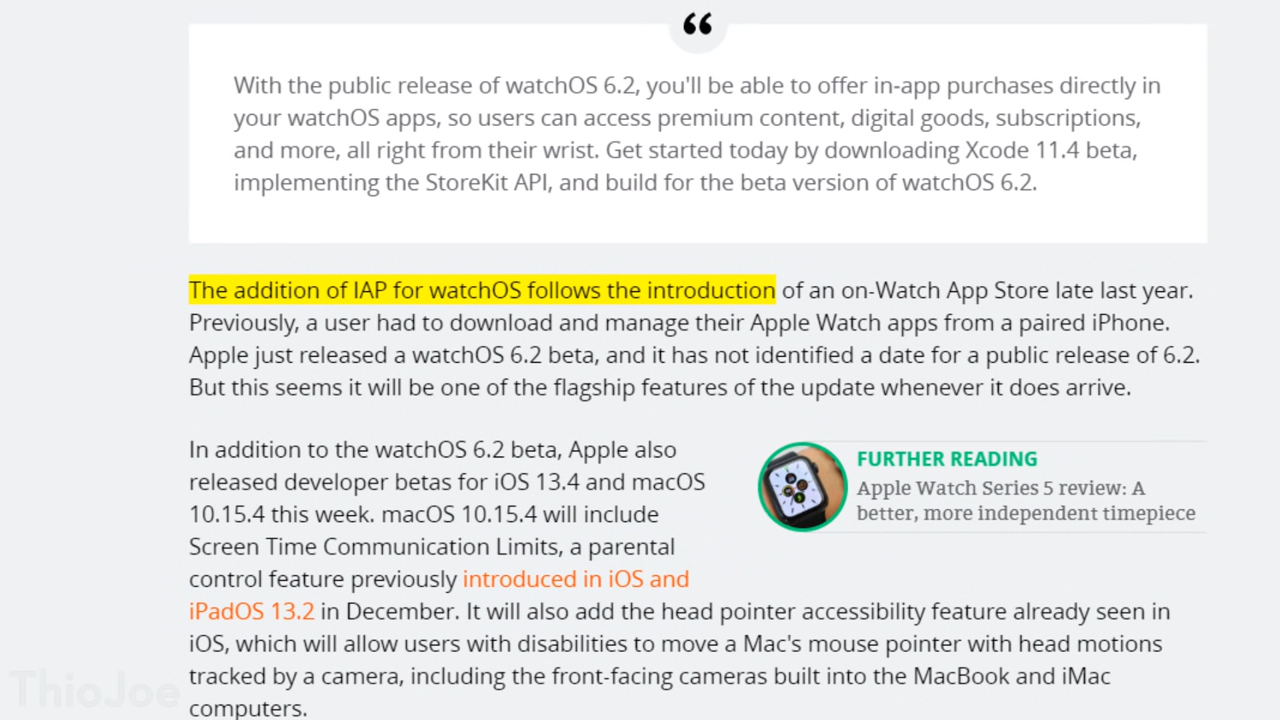 “
With the public release of watchOS 6.2, you'll be able to offer in-app purchases directly in
your watchOS apps, so users can access premium content, digital goods, subscriptions,
and more, all right from their wrist. Get started today by downloading Xcode 11.4 beta,
implementing the StoreKit API, and build for the beta version of watchOS 6.2.
The addition of IAP for watchOS follows the introduction of an on-Watch App Store late last year.
Previously, a user had to download and manage their Apple Watch apps from a paired iPhone.
Apple just released a watchOS 6.2 beta, and it has not identified a date for a public release of 6.2.
But this seems it will be one of the flagship features of the update whenever it does arrive.
In addition to the watchOS 6.2 beta, Apple also
released developer betas for iOS 13.4 and macOS
10.15.4 this week. macOS 10.15.4 will include
Screen Time Communication Limits, a parental
control feature previously introduced in iOS and
iPadOS 13.2 in December. It will also add the head pointer accessibility feature already seen in
iOS, which will allow users with disabilities to move a Mac's mouse pointer with head motions
tracked by a camera, including the front-facing cameras built into the MacBook and iMac
computers.
FURTHER READING
Apple Watch Series 5 review: A
better, more independent timepiece
ThioJoe